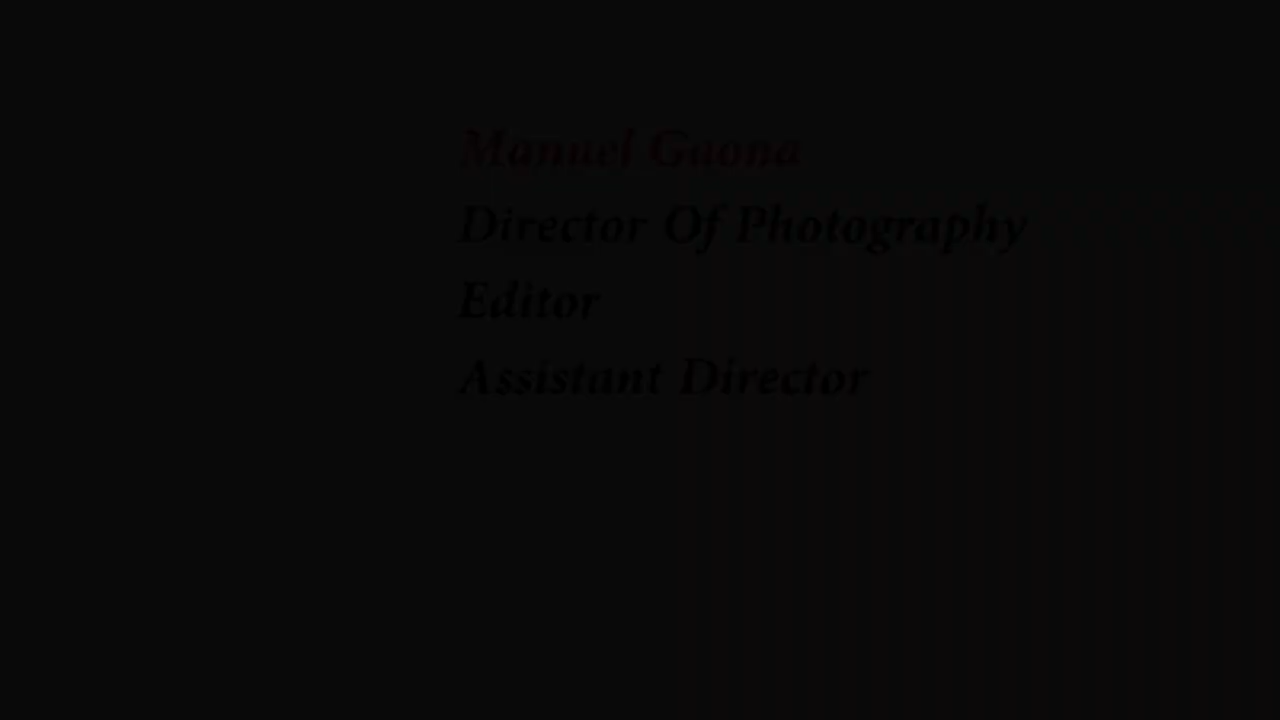 Manuel Gaona
Director Of Photography
Editor
Assistant Director